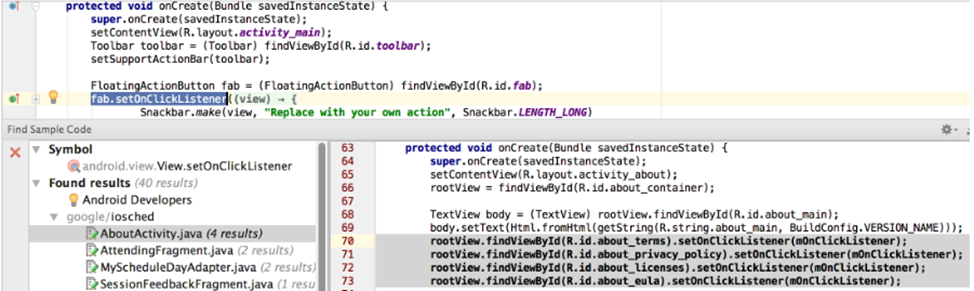 protected void onCreate(Bundle savedInstanceState) {
super.onCreate(savedInstanceState);
setContentView(R.layout.activity_main);
Toolbar toolbar = (Toolbar) findViewById(R.id.toolbar);
setSupportActionBar(toolbar);
FloatingActionButton fab = (FloatingActionButton) findViewById(R.id.fab);
fab.setOnClickListener((view) → {
Snackbar.make(view, "Replace with your own action", Snackbar.LENGTH_LONG)
Find Sample Code
Symbol
android.view.View.setOnClickListener
Found results (40 results)
Android Developers
google/iosched
AboutActivity.java (4 results)
AttendingFragment.java (2 results)
MyScheduleDayAdapter.java (2 results)
SessionFeedbackFragment.java (1 resu
63 protected void onCreate(Bundle savedInstanceState) {
64 super.onCreate(savedInstanceState);
65 setContentView(R.layout.activity_about);
66 rootView = findViewById(R.id.about_container);
67
68 TextView body = (TextView) rootView.findViewById(R.id.about_main);
69 body.setText(Html.fromHtml(getString(R.string.about_main, BuildConfig.VERSION_NAME)));
70 rootView.findViewById(R.id.about_terms).setOnClickListener(mOnClickListener);
71 rootView.findViewById(R.id.about_privacy_policy).setOnClickListener(mOnClickListener);
72 rootView.findViewById(R.id.about_licenses).setOnClickListener(mOnClickListener);
73 rootView.findViewById(R.id.about_eula).setOnClickListener(mOnClickListener);